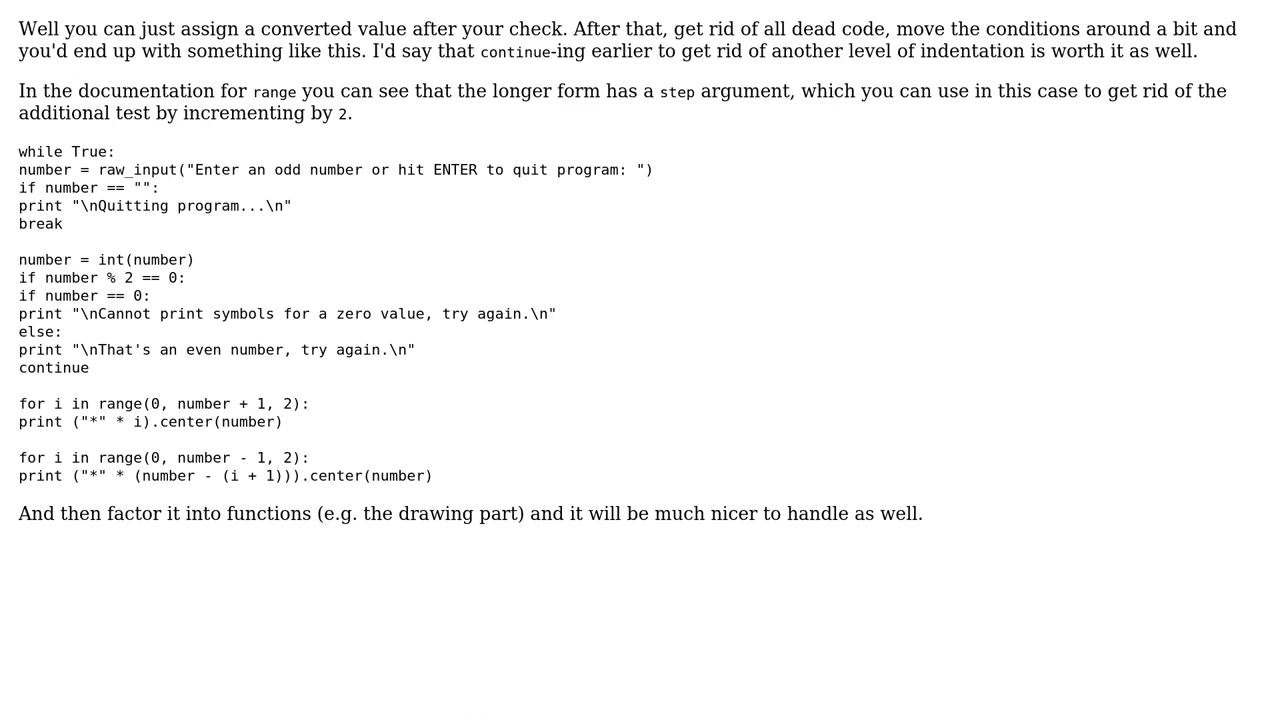 Well you can just assign a converted value after your check. After that, get rid of all dead code, move the conditions around a bit and
you'd end up with something like this. I'd say that continue-ing earlier to get rid of another level of indentation is worth it as well.
In the documentation for range you can see that the longer form has a step argument, which you can use in this case to get rid of the
additional test by incrementing by 2.
while True:
number = raw_input("Enter an odd number or hit ENTER to quit program: ")
if number == "":
print "\nQuitting program...\n"
break
number = int(number)
if number % 2 == 0:
if number == 0:
print "\nCannot print symbols for a zero value, try again.\n"
else:
print "\nThat's an even number, try again.\n"
continue
for i in range(0, number + 1, 2):
print ("*" * i).center(number)
for i in range(0, number - 1, 2):
print ("*" * (number - (i + 1))).center(number)
And then factor it into functions (e.g. the drawing part) and it will be much nicer to handle as well.